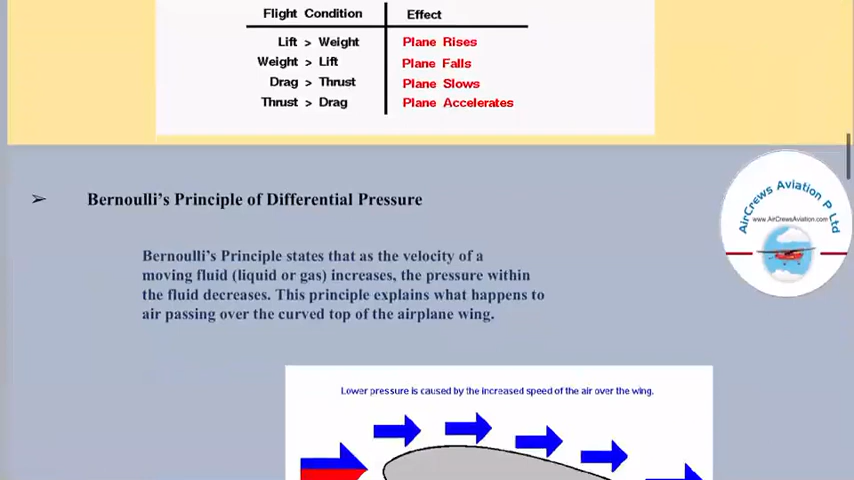 Flight Condition Effect
Lift > Weight Plane Rises
Weight > Lift Plane Falls
Drag > Thrust Plane Slows
Thrust > Drag Plane Accelerates
➢ Bernoulli's Principle of Differential Pressure
AirCrews Aviation P Ltd
www.AirCrewsAviation.com
Bernoulli's Principle states that as the velocity of a
moving fluid (liquid or gas) increases, the pressure within
the fluid decreases. This principle explains what happens to
air passing over the curved top of the airplane wing.
Lower pressure is caused by the increased speed of the air over the wing.